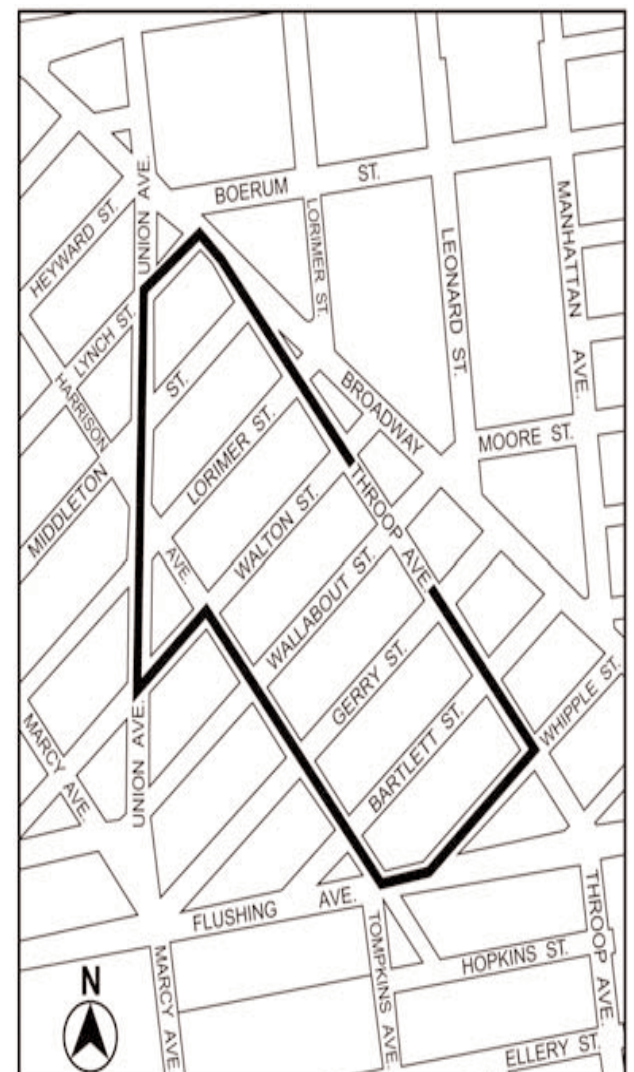 BOERUM ST.
UNION AVE.
HEYWARD ST.
LORIMER ST.
MANHATTAN AVE.
LEONARD ST.
LYNCH ST.
HARRISON AVE.
ST.
BROADWAY
LORIMER ST.
MOORE ST.
MIDDLETON
WALTON ST.
THROOP AVE.
WALLABOUT ST.
GERRY ST.
WHIPPLE ST.
BARTLETT ST.
MARCY AVE.
UNION AVE.
FLUSHING AVE.
THROOP AVE.
TOMPKINS AVE.
MARCY AVE
HOPKINS ST.
N
ELLERY ST.